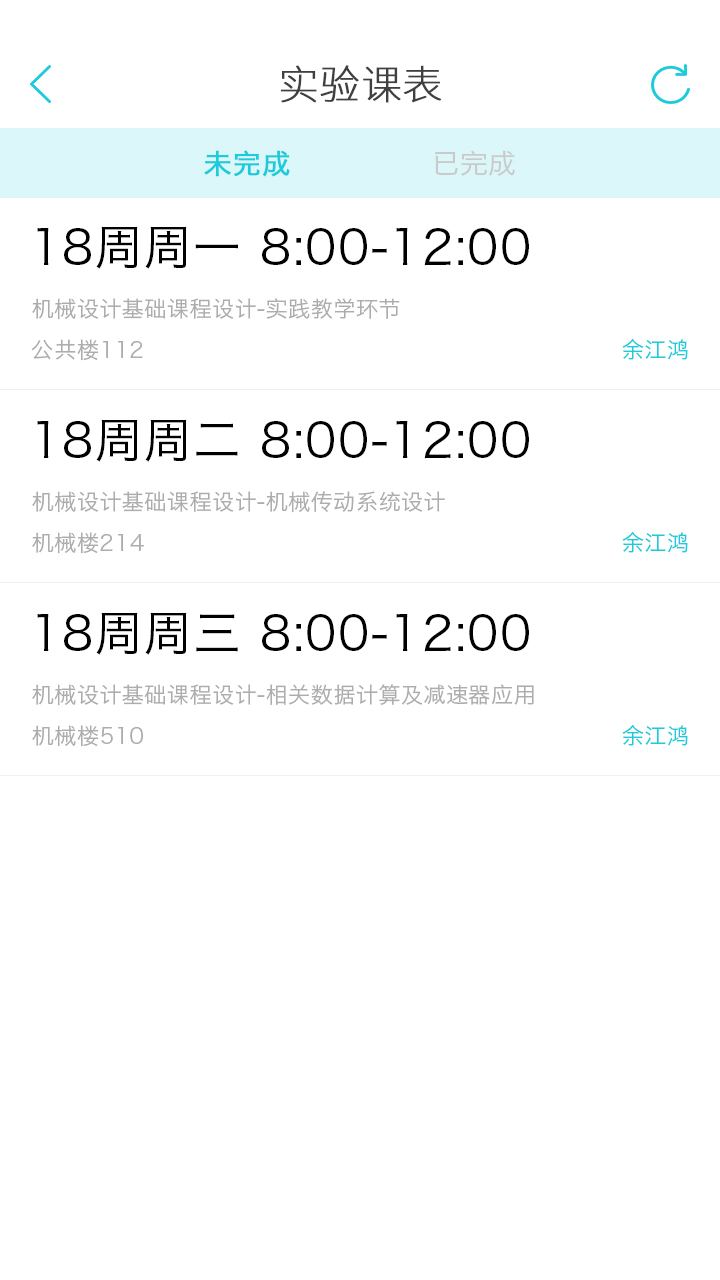 实验课表
未完成 已完成
18周周一 8:00-12:00
机械设计基础课程设计-实践教学环节
公共楼112 余江鸿
18周周二 8:00-12:00
机械设计基础课程设计-机械传动系统设计
机械楼214 余江鸿
18周周三 8:00-12:00
机械设计基础课程设计-相关数据计算及减速器应用
机械楼510 余江鸿